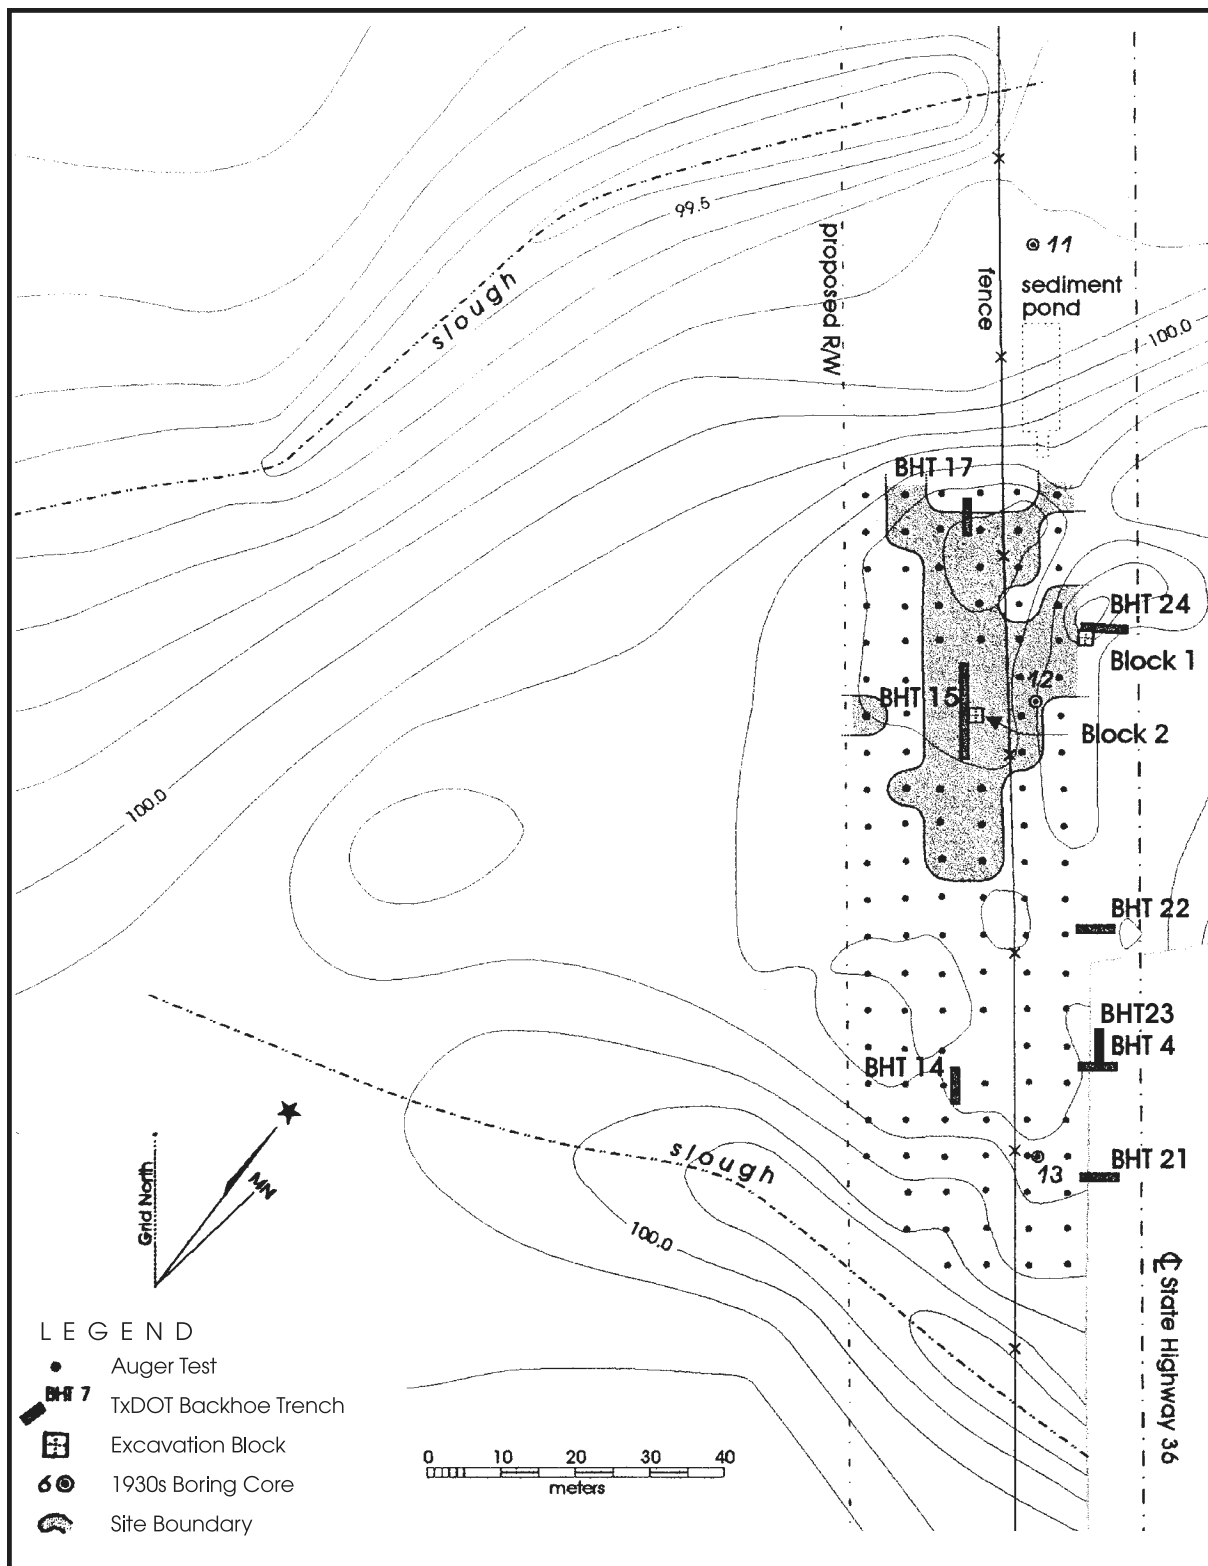 99.5
11
sediment
pond
slough
proposed R/W
fence
100.0
BHT 17
BHT 24
Block 1
12
BHT 15
Block 2
100.0
BHT 22
BHT23
BHT 4
BHT 14
slough
13
BHT 21
Grid North
MN
100.0
℄ State Highway 36
LEGEND
Auger Test
BHT 7
TxDOT Backhoe Trench
Excavation Block
6
1930s Boring Core
Site Boundary
0 10 20 30 40
meters